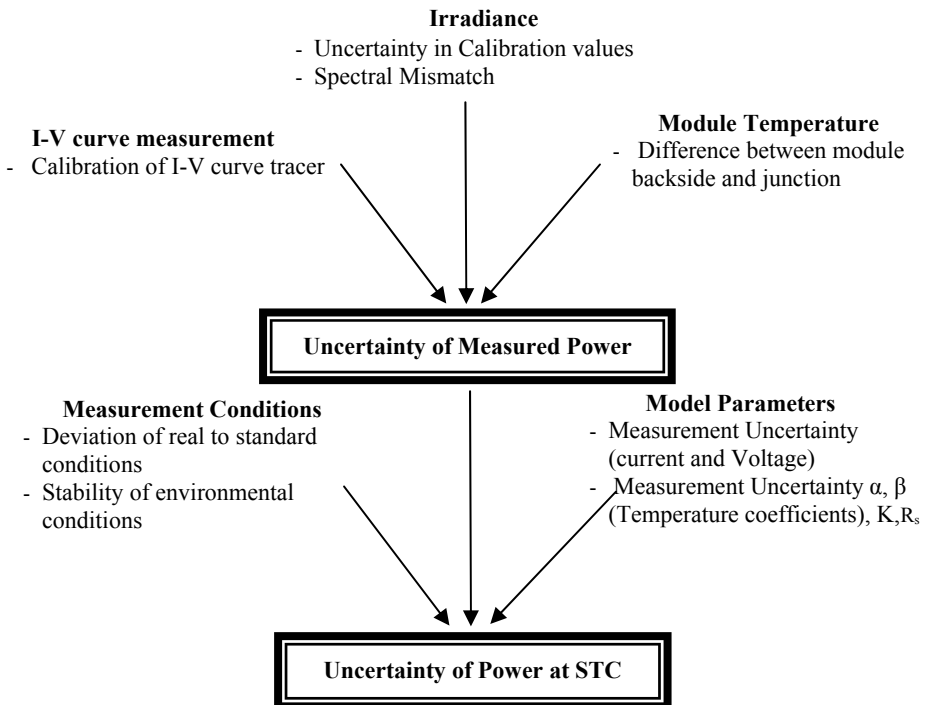 Irradiance
- Uncertainty in Calibration values
- Spectral Mismatch
I-V curve measurement
- Calibration of I-V curve tracer
Module Temperature
- Difference between module
backside and junction
Uncertainty of Measured Power
Measurement Conditions
- Deviation of real to standard
conditions
- Stability of environmental
conditions
Model Parameters
- Measurement Uncertainty
(current and Voltage)
- Measurement Uncertainty α, β
(Temperature coefficients), K,Rₛ
Uncertainty of Power at STC